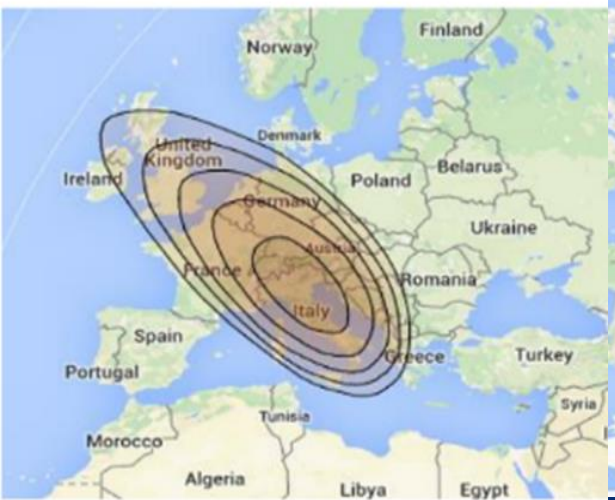 Finland
Norway
Denmark
United
Kingdom
Ireland
Belarus
Poland
Germany
Ukraine
Austria
France
Romania
Italy
Spain
Greece
Turkey
Portugal
Syria
Tunisia
Morocco
Algeria
Libya
Egypt